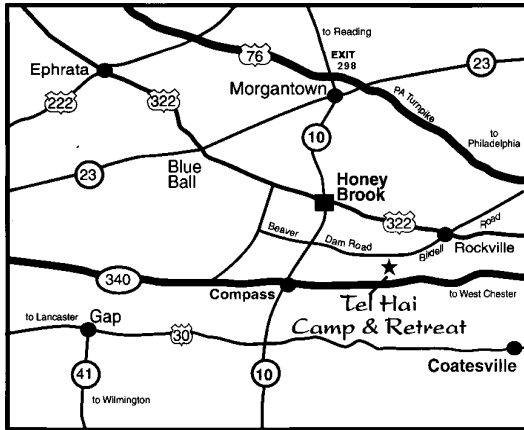 to Reading
EXIT
298
76
23
Ephrata
Morgantown
PA Turnpike
222
322
10
to
Philadelphia
Blue
Ball
23
Honey
Brook
322
Beaver Dam Road
Bildell Road
Rockville
340
Compass
to West Chester
Tel Hai
Camp & Retreat
to Lancaster
Gap
30
Coatesville
41
10
to Wilmington